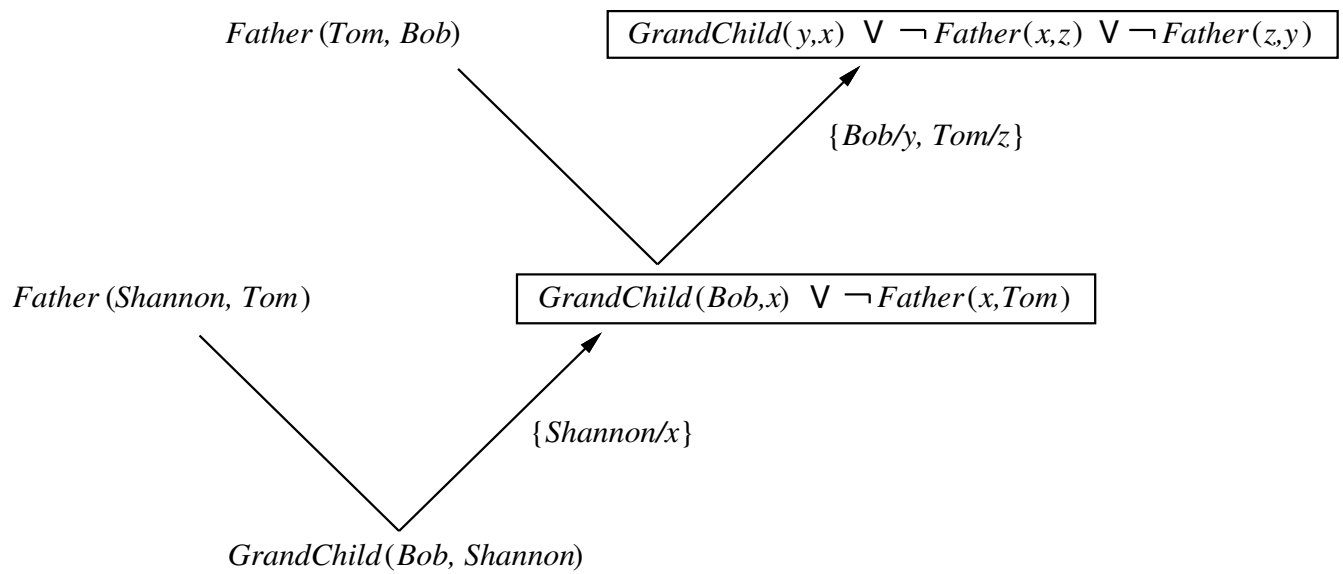 Father (Tom, Bob)
GrandChild(y,x) V ¬ Father(x,z) V ¬ Father(z,y)
{Bob/y, Tom/z}
Father (Shannon, Tom)
GrandChild(Bob,x) V ¬ Father(x,Tom)
{Shannon/x}
GrandChild(Bob, Shannon)